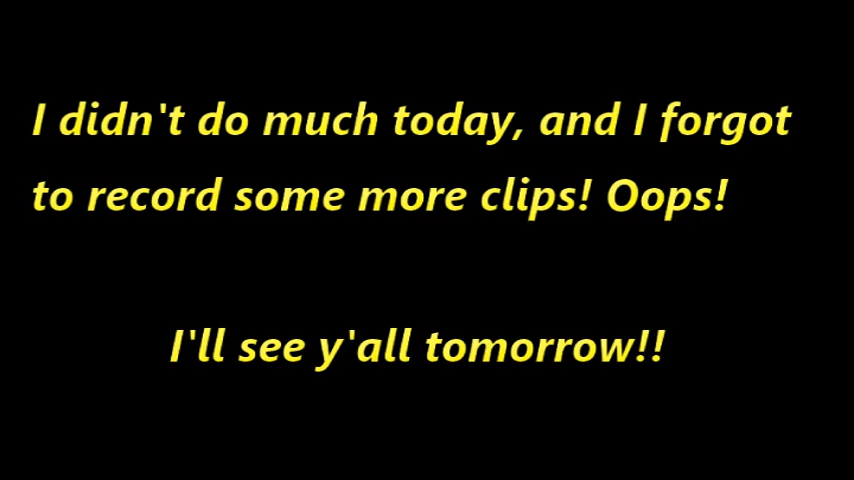 I didn't do much today, and I forgot
to record some more clips! Oops!
I'll see y'all tomorrow!!